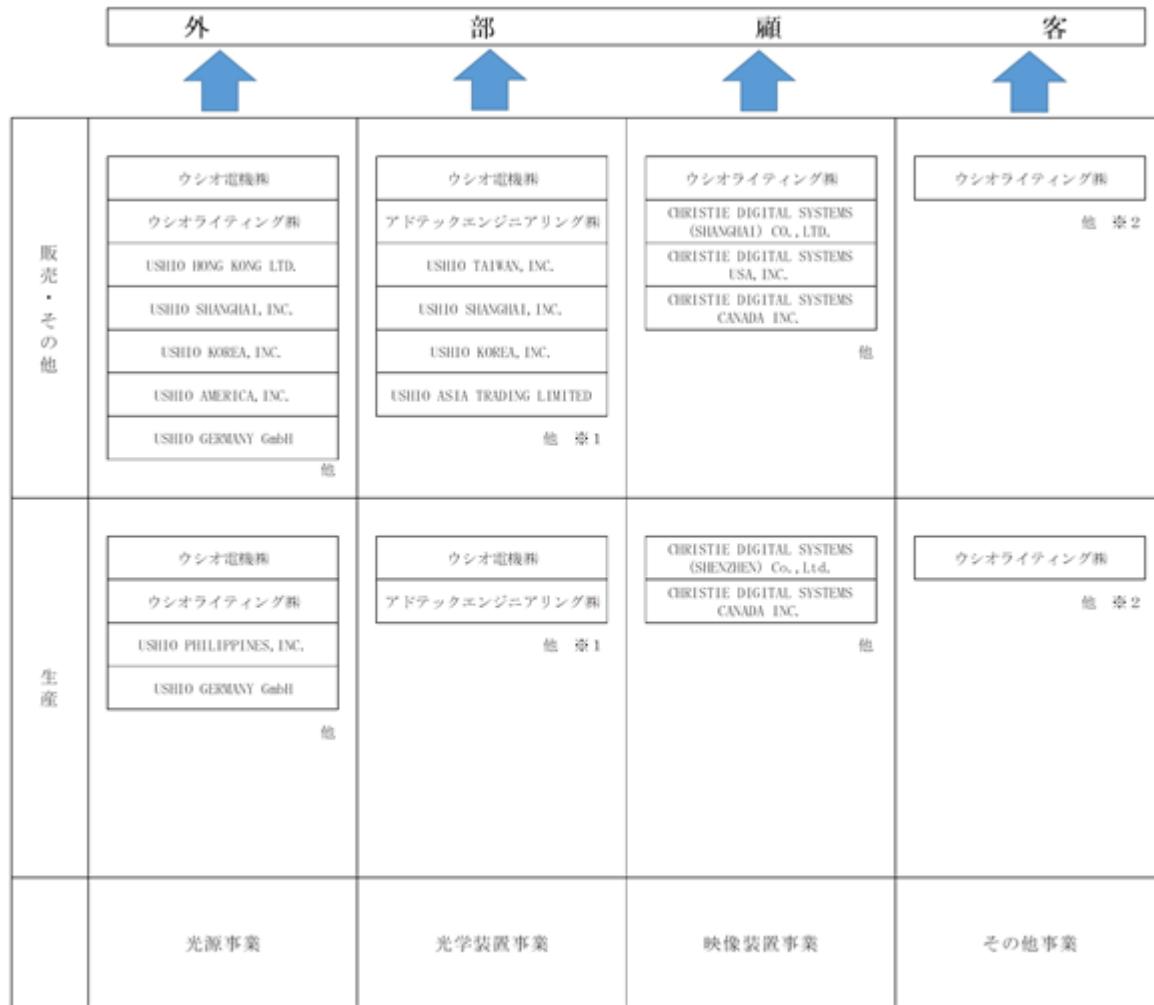 外部顧客
販売・その他
ウシオ電機㈱
ウシオライティング㈱
USHIO HONG KONG LTD.
USHIO SHANGHAI, INC.
USHIO KOREA, INC.
USHIO AMERICA, INC.
USHIO GERMANY GmbH
他
ウシオ電機㈱
アドテックエンジニアリング㈱
USHIO TAIWAN, INC.
USHIO SHANGHAI, INC.
USHIO KOREA, INC.
USHIO ASIA TRADING LIMITED
他 ※1
ウシオライティング㈱
CHRISTIE DIGITAL SYSTEMS
(SHANGHAI) CO., LTD.
CHRISTIE DIGITAL SYSTEMS
USA, INC.
CHRISTIE DIGITAL SYSTEMS
CANADA INC.
他
ウシオライティング㈱
他 ※2
生産
ウシオ電機㈱
ウシオライティング㈱
USHIO PHILIPPINES, INC.
USHIO GERMANY GmbH
他
ウシオ電機㈱
アドテックエンジニアリング㈱
他 ※1
CHRISTIE DIGITAL SYSTEMS
(SHENZHEN) Co., Ltd.
CHRISTIE DIGITAL SYSTEMS
CANADA INC.
他
ウシオライティング㈱
他 ※2
光源事業
光学装置事業
映像装置事業
その他事業